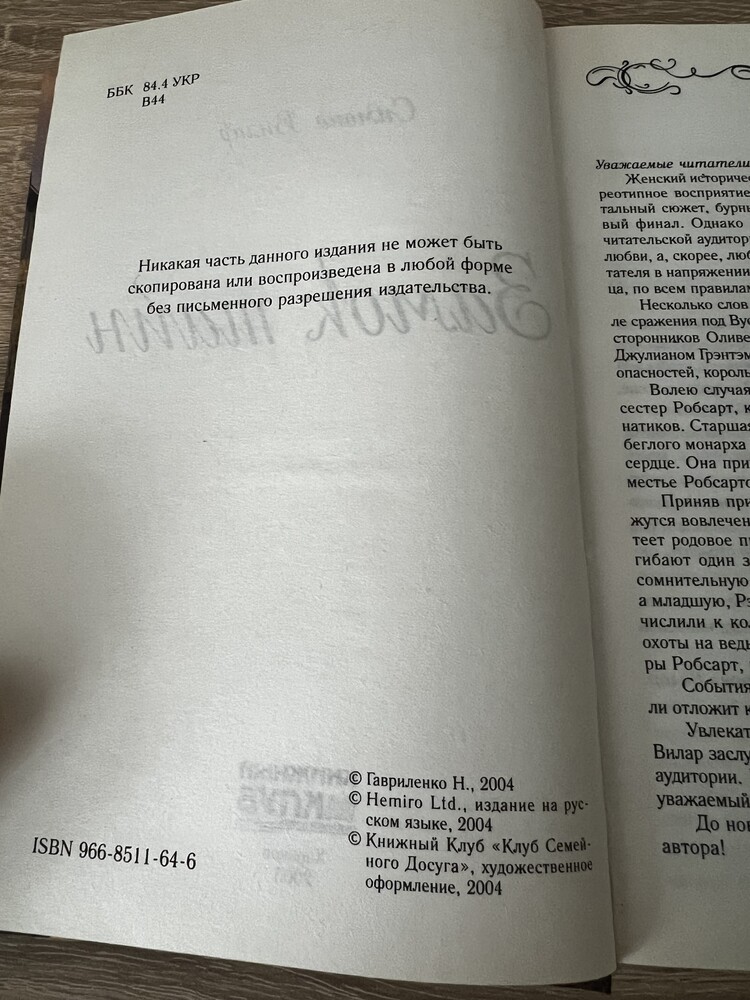 ББК 84.4 УКР
В44
Никакая часть данного издания не может быть
скопирована или воспроизведена в любой форме
без письменного разрешения издательства.
© Гавриленко Н., 2004
© Hemiro Ltd., издание на рус-
ском языке, 2004
© Книжный Клуб «Клуб Семей-
ного Досуга», художественное
оформление, 2004
ISBN 966-8511-64-6
Уважаемые читатели
Женский историчес
реотипное восприятие
тальный сюжет, бурны
вый финал. Однако
читательской аудитор
любви, а, скорее, люб
тателя в напряжении
ца, по всем правилам
Несколько слов
ле сражения под Вус
сторонников Оливе
Джулианом Грэнтэм
опасностей, король
Волею случая
сестер Робсарт, к
натиков. Старшая
беглого монарха
сердце. Она при
местье Робсарто
Приняв при
жутся вовлечен
теет родовое п
гибают один з
сомнительную
а младшую, Рэ
числили к ко
охоты на ведь
ры Робсарт,
События
ли отложит к
Увлекат
Вилар заслу
аудитории.
уважаемый
До нов
автора!